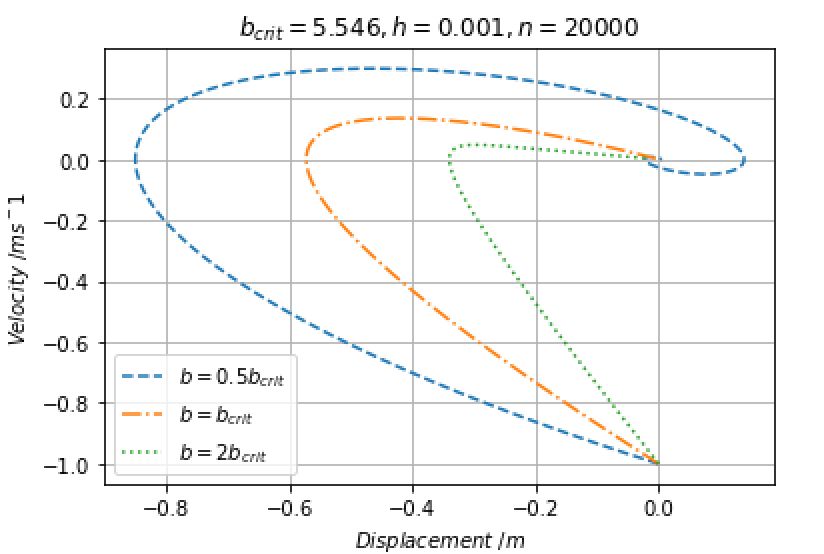 b_crit = 5.546, h = 0.001, n = 20000
Velocity /ms⁻1
0.2
0.0
−0.2
−0.4
−0.6
−0.8
−1.0
b = 0.5b_crit
b = b_crit
b = 2b_crit
−0.8 −0.6 −0.4 −0.2 0.0
Displacement /m